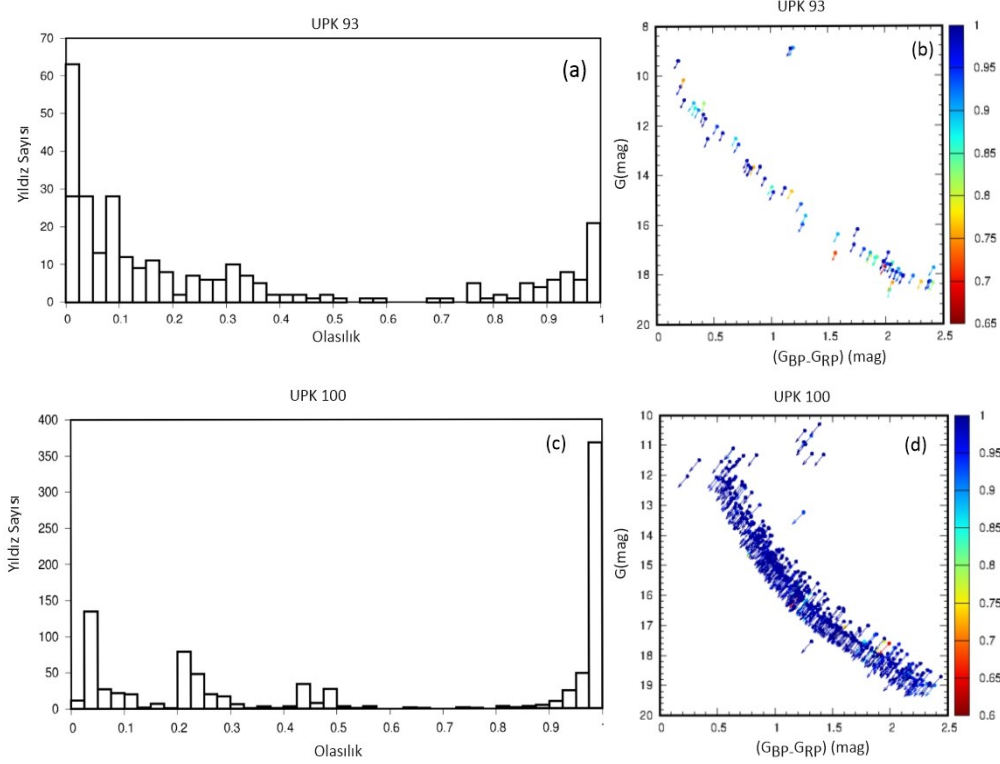 UPK 93
(a)
Yıldız Sayısı
70
60
50
40
30
20
10
0
0 0.1 0.2 0.3 0.4 0.5 0.6 0.7 0.8 0.9 1
Olasılık
UPK 93
(b)
G(mag)
8
10
12
14
16
18
20
0 0.5 1 1.5 2 2.5
(GBP-GRP) (mag)
1
0.95
0.9
0.85
0.8
0.75
0.7
0.65
UPK 100
(c)
Yıldız Sayısı
400
350
300
250
200
150
100
50
0
0 0.1 0.2 0.3 0.4 0.5 0.6 0.7 0.8 0.9
Olasılık
UPK 100
(d)
G(mag)
10
11
12
13
14
15
16
17
18
19
20
0 0.5 1 1.5 2 2.5
(GBP-GRP) (mag)
1
0.95
0.9
0.85
0.8
0.75
0.7
0.65
0.6